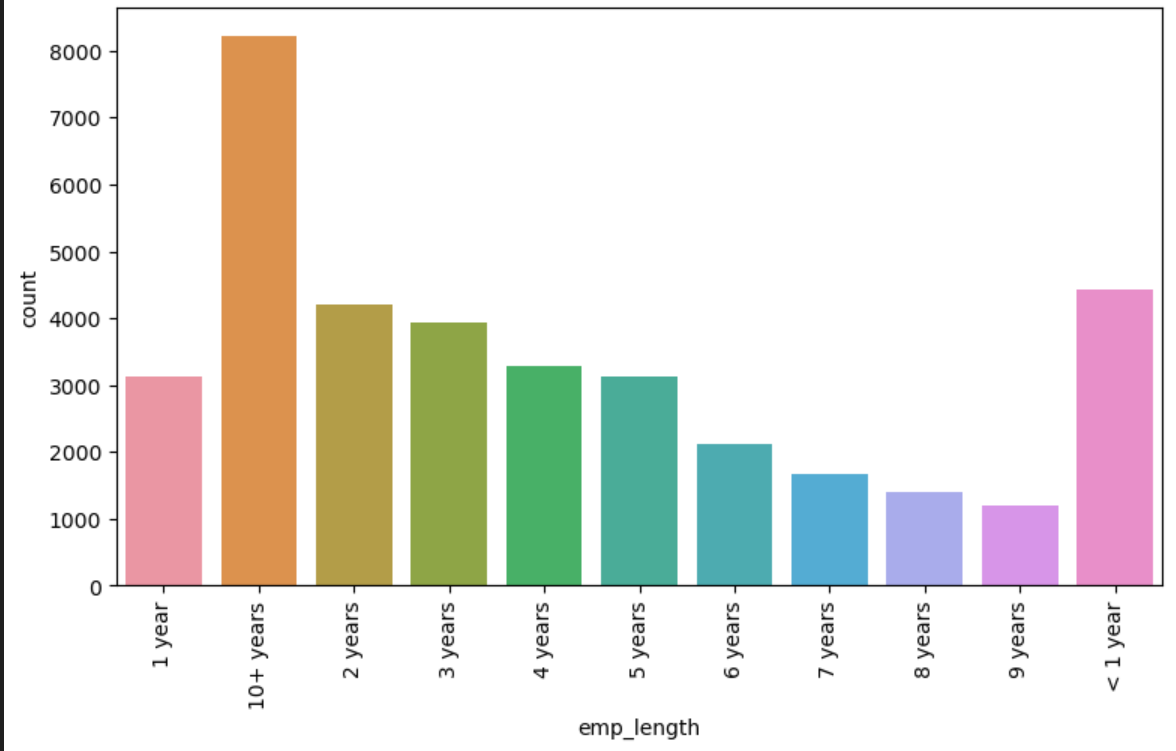 8000
7000
6000
5000
4000
3000
2000
1000
0
count
1 year
10+ years
2 years
3 years
4 years
5 years
6 years
7 years
8 years
9 years
< 1 year
emp_length